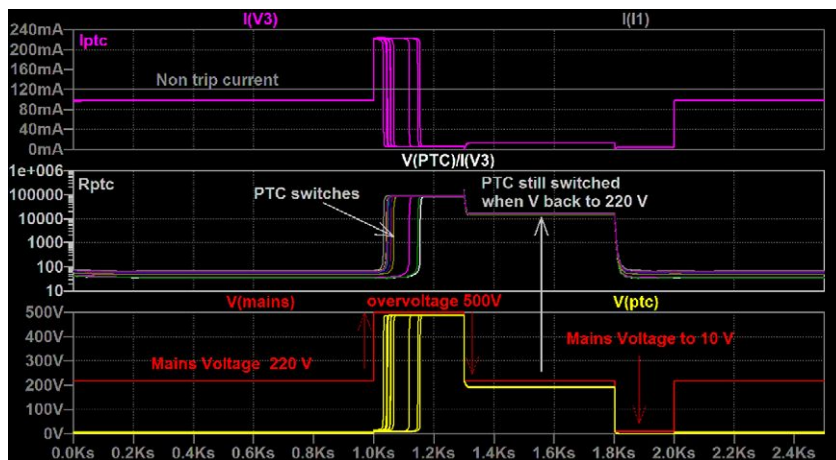 I(V3) I(I1)
240mA
Iptc
200mA
160mA
Non trip current
120mA
80mA
40mA
0mA
V(PTC)/I(V3)
1e+006
Rptc
PTC switches
PTC still switched
when V back to 220 V
100000
10000
1000
100
10
V(mains) overvoltage 500V V(ptc)
500V
400V
Mains Voltage 220 V
Mains Voltage to 10 V
300V
200V
100V
0V
0.0Ks 0.2Ks 0.4Ks 0.6Ks 0.8Ks 1.0Ks 1.2Ks 1.4Ks 1.6Ks 1.8Ks 2.0Ks 2.2Ks 2.4Ks